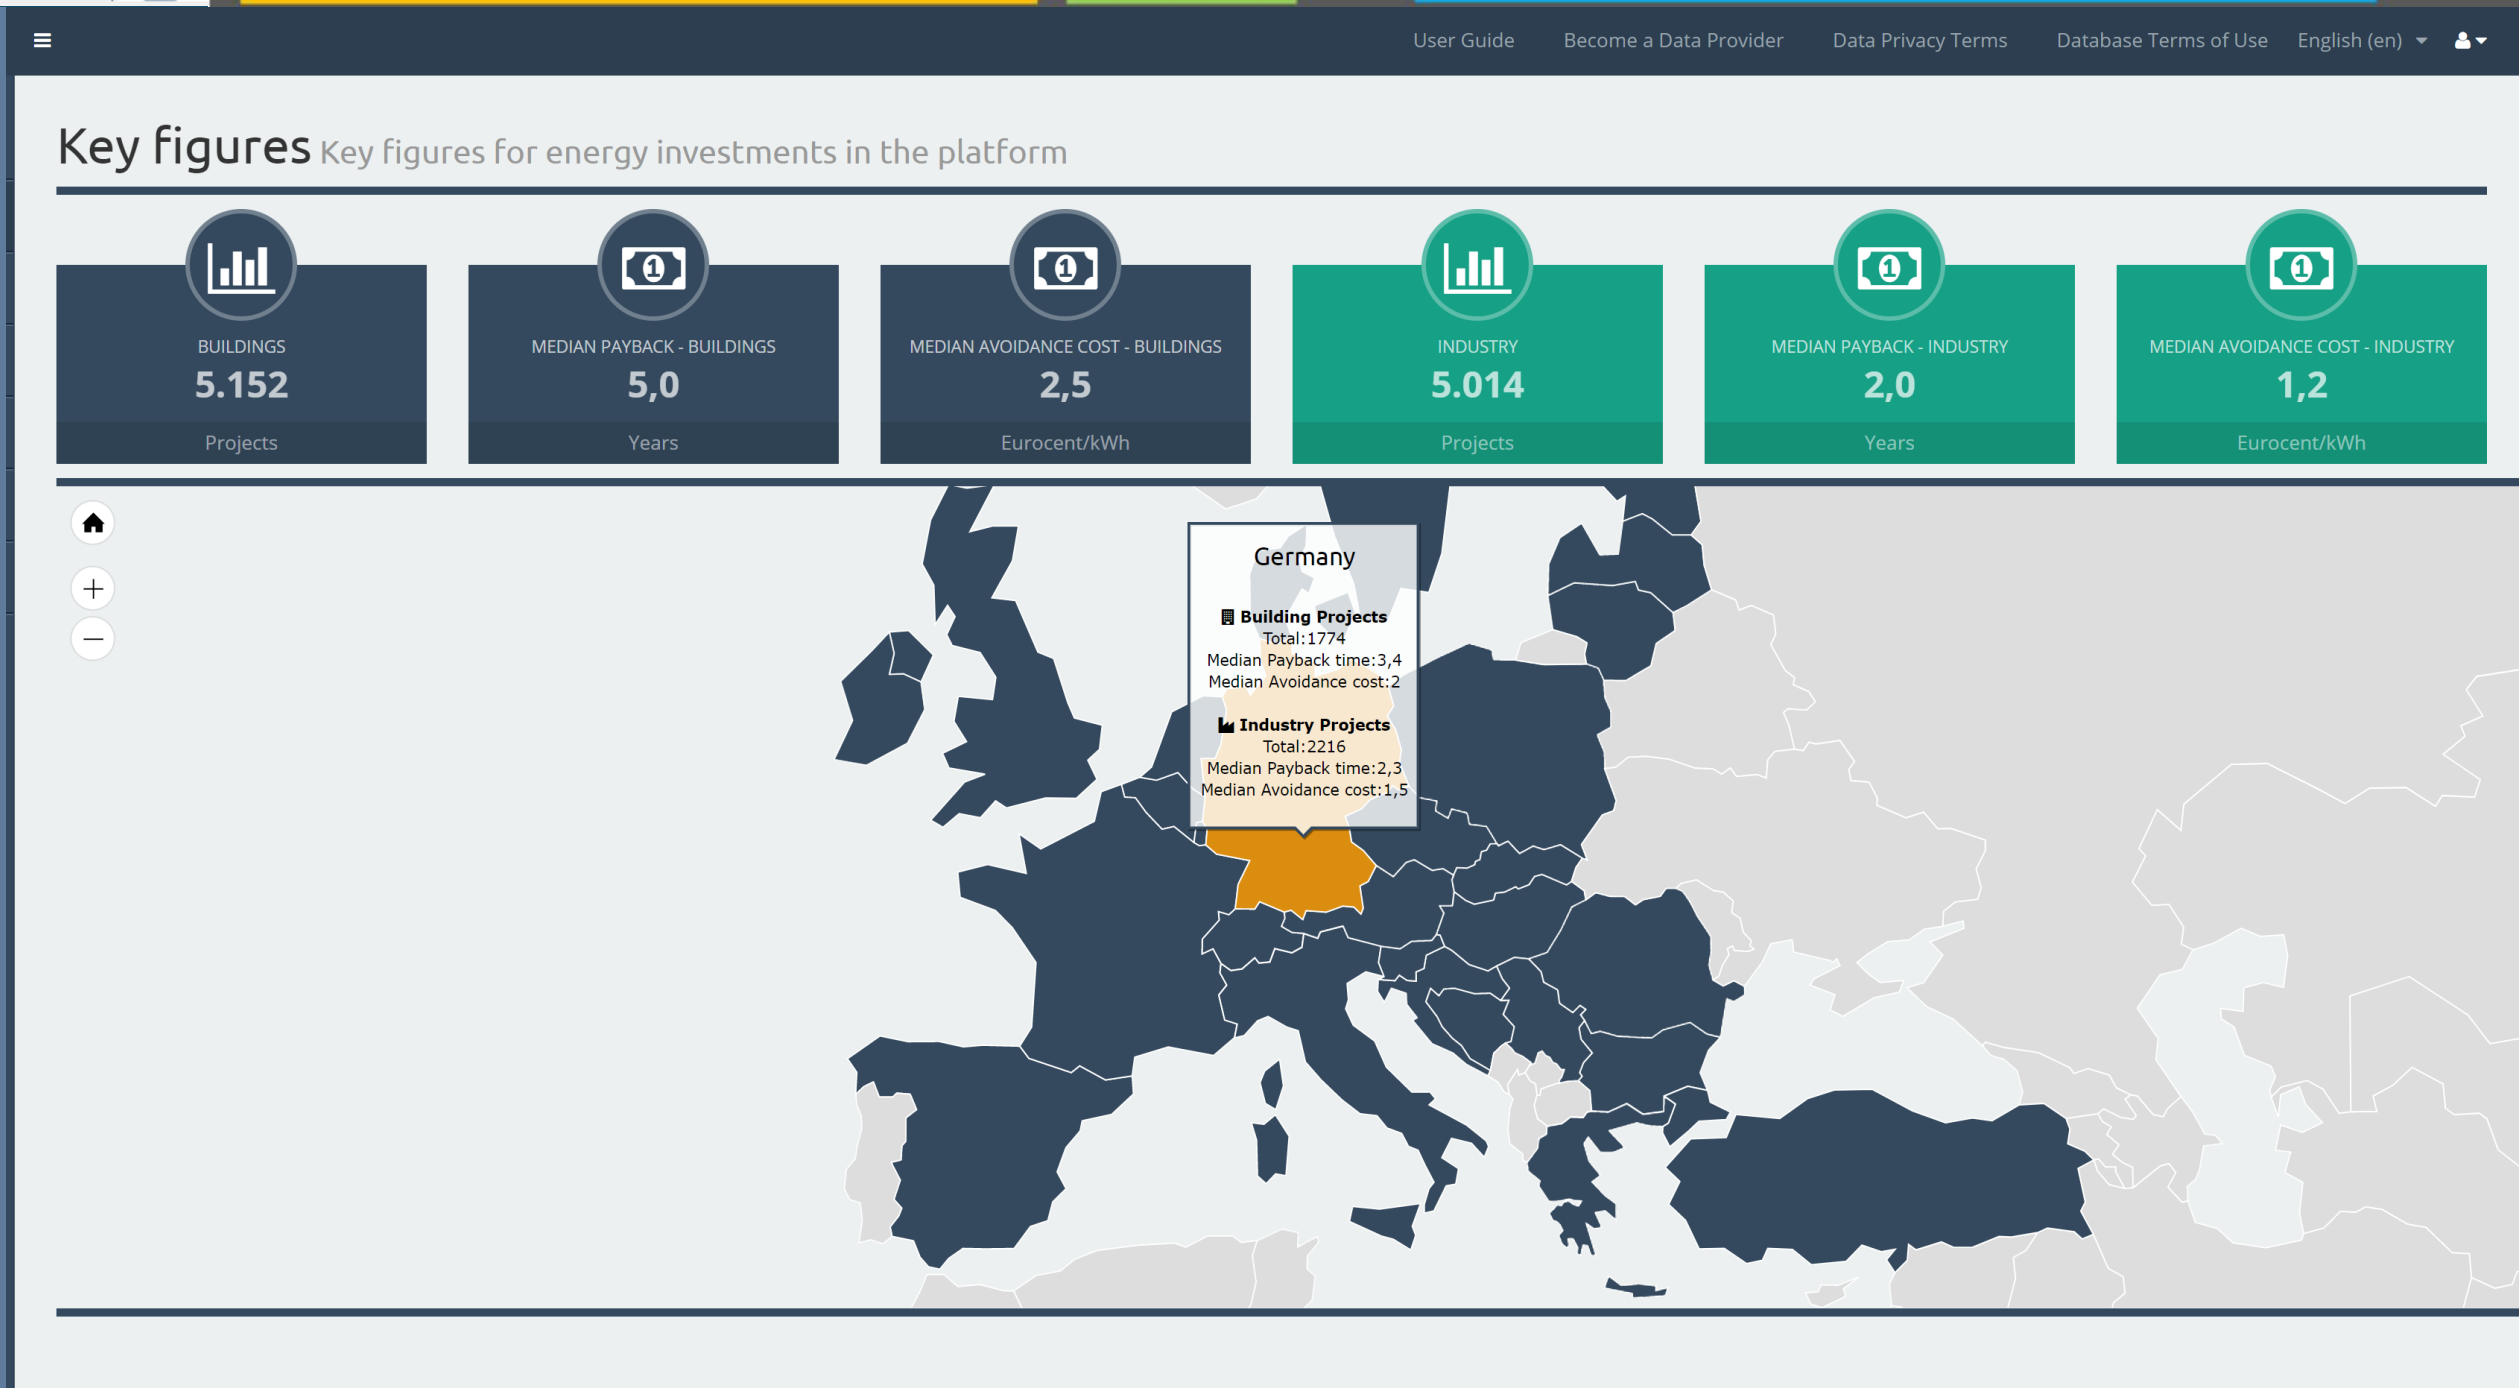 User Guide Become a Data Provider Data Privacy Terms Database Terms of Use English (en)
Key figures Key figures for energy investments in the platform
BUILDINGS
5.152
Projects
MEDIAN PAYBACK - BUILDINGS
5,0
Years
MEDIAN AVOIDANCE COST - BUILDINGS
2,5
Eurocent/kWh
INDUSTRY
5.014
Projects
MEDIAN PAYBACK - INDUSTRY
2,0
Years
MEDIAN AVOIDANCE COST - INDUSTRY
1,2
Eurocent/kWh
Germany
Building Projects
Total:1774
Median Payback time:3,4
Median Avoidance cost:2
Industry Projects
Total:2216
Median Payback time:2,3
Median Avoidance cost:1,5